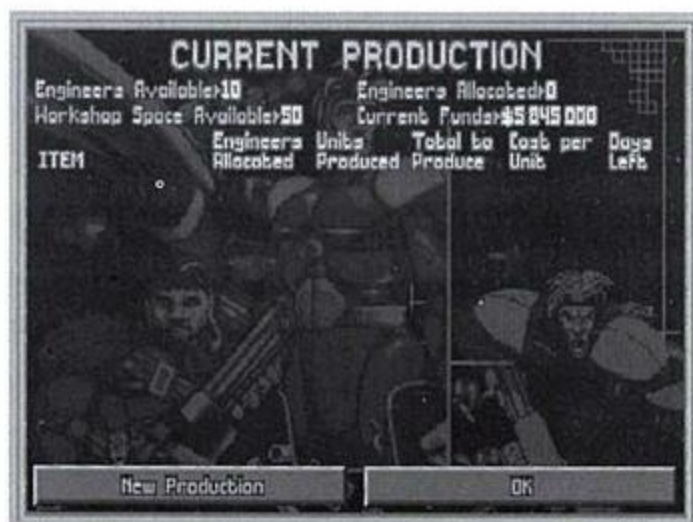 CURRENT PRODUCTION
Engineers Available>10 Engineers Allocated>0
Workshop Space Available>50 Current Funds>$5 045 000
Engineers Units Total to Cost per Days
ITEM Allocated Produced Produce Unit Left
New Production OK